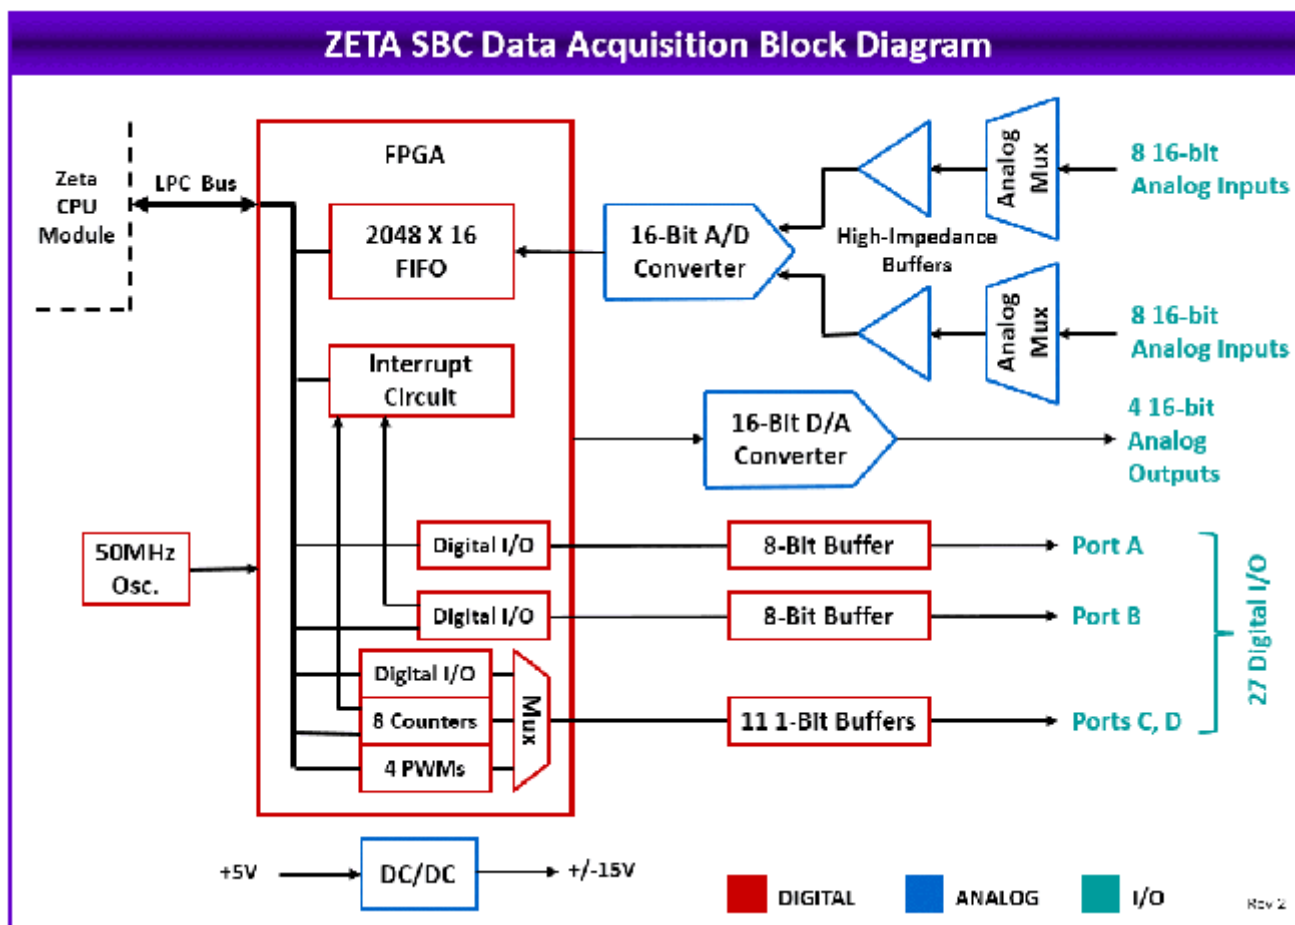 ZETA SBC Data Acquisition Block Diagram
Zeta
CPU
Module
LPC Bus
FPGA
2048 X 16
FIFO
16-Bit A/D
Converter
High-Impedance
Buffers
Analog
Mux
8 16-bit
Analog Inputs
Analog
Mux
8 16-bit
Analog Inputs
Interrupt
Circuit
16-Bit D/A
Converter
4 16-bit
Analog
Outputs
50MHz
Osc.
Digital I/O
8-Bit Buffer
Port A
Digital I/O
8-Bit Buffer
Port B
Digital I/O
8 Counters
4 PWMs
Mux
11 1-Bit Buffers
Ports C, D
27 Digital I/O
+5V
DC/DC
+/-15V
DIGITAL
ANALOG
I/O
Rev 2